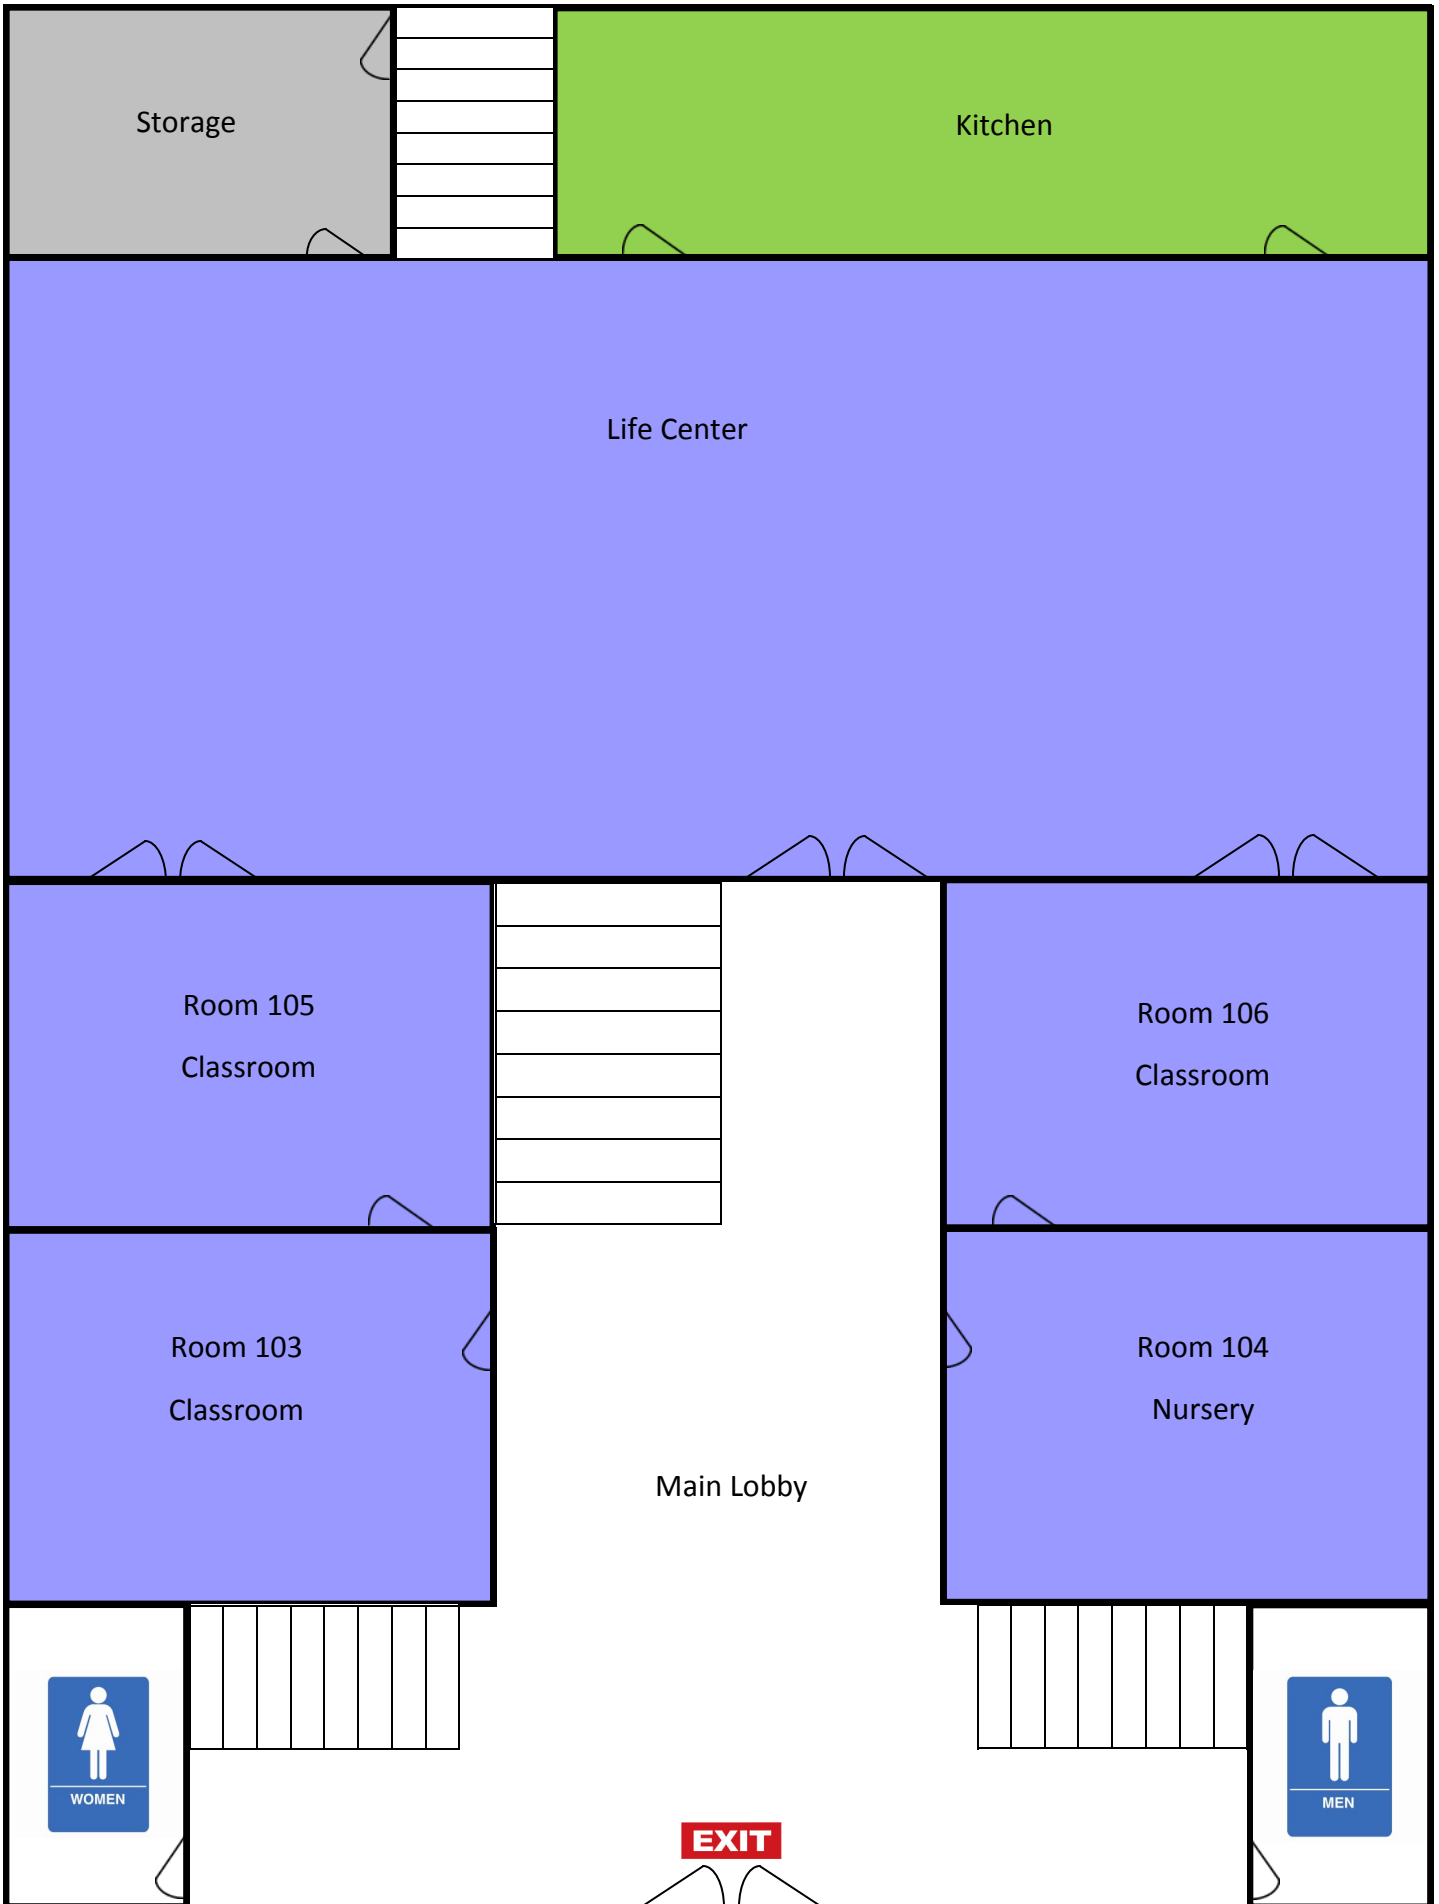 Storage
Kitchen
Life Center
Room 105
Classroom
Room 106
Classroom
Room 103
Classroom
Room 104
Nursery
Main Lobby
WOMEN
MEN
EXIT